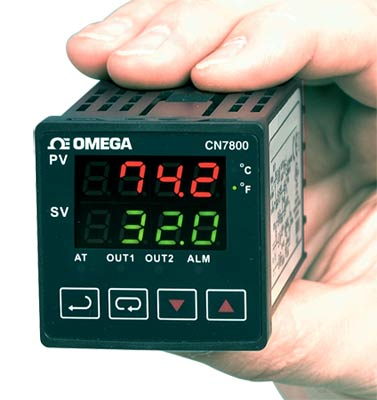 OMEGA CN7800
PV 74.2
°C
°F
SV 32.0
AT OUT1 OUT2 ALM